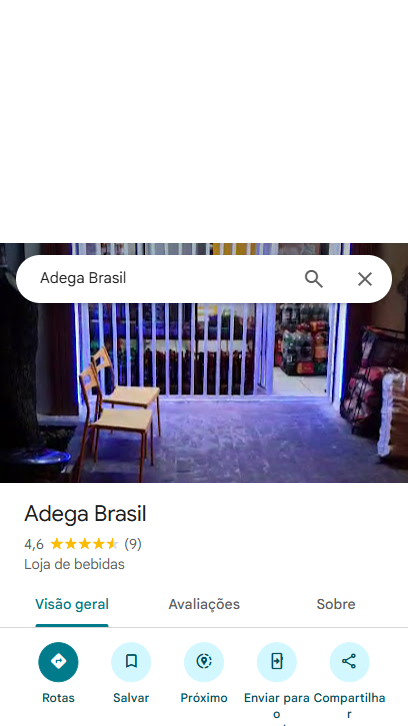 Adega Brasil
Adega Brasil
4,6 (9)
Loja de bebidas
Visão geral
Avaliações
Sobre
Rotas
Salvar
Próximo
Enviar para
o
Compartilha
r